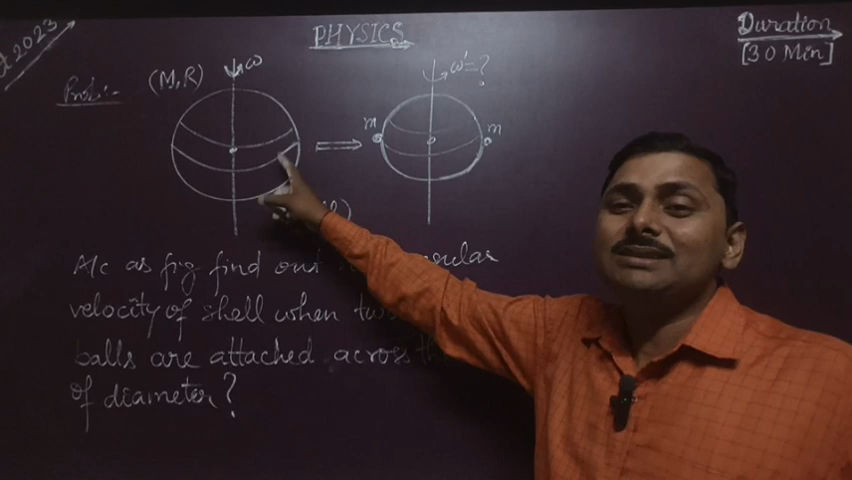 2023
PHYSICS
Duration
[30 Min]
Prob:-
(M,R)
ω
ω'=?
m
m
A/c as fig find out
velocity of shell when
balls are attached across
of diameter?